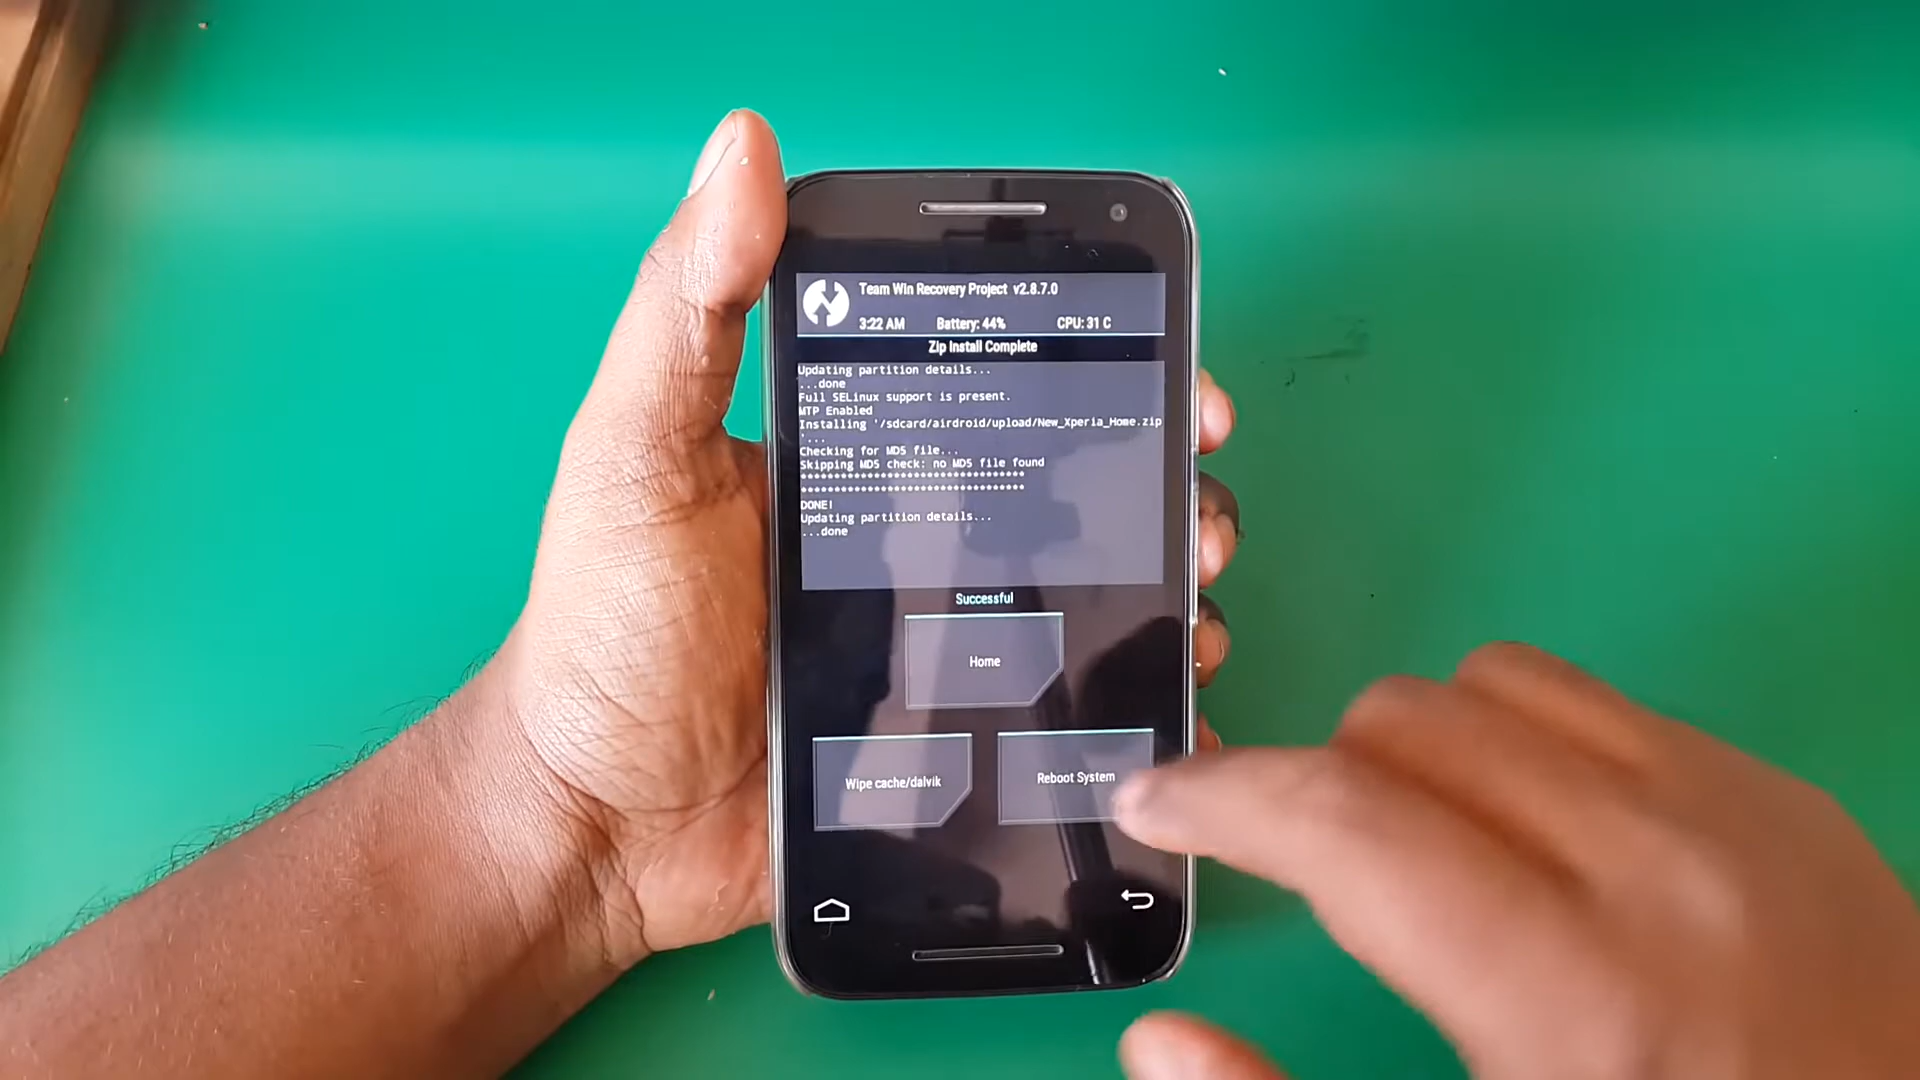 Team Win Recovery Project v2.8.7.0
3:22 AM Battery: 44% CPU: 31 C
Zip Install Complete
Updating partition details...
...done
Full SELinux support is present.
MTP Enabled
Installing '/sdcard/airdroid/upload/New_Xperia_Home.zip
'...
Checking for MD5 file...
Skipping MD5 check: no MD5 file found
**********************************
**********************************
DONE!
Updating partition details...
...done
Successful
Home
Wipe cache/dalvik
Reboot System